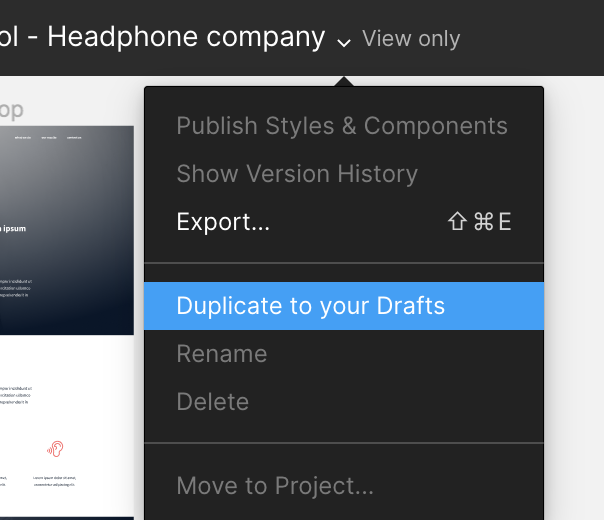 ol - Headphone company
View only
op
Publish Styles & Components
Show Version History
Export... ⇧⌘E
Duplicate to your Drafts
Rename
Delete
Move to Project...
ipsum